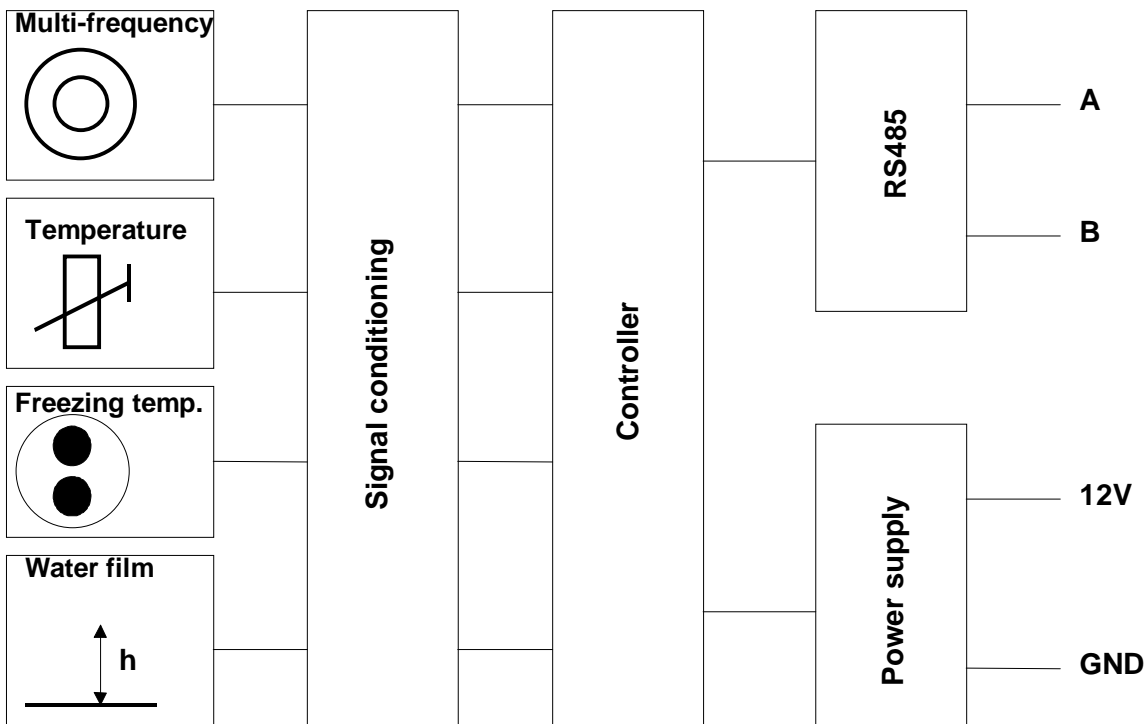 Multi-frequency
Temperature
Freezing temp.
Water film
h
Signal conditioning
Controller
RS485
A
B
Power supply
12V
GND